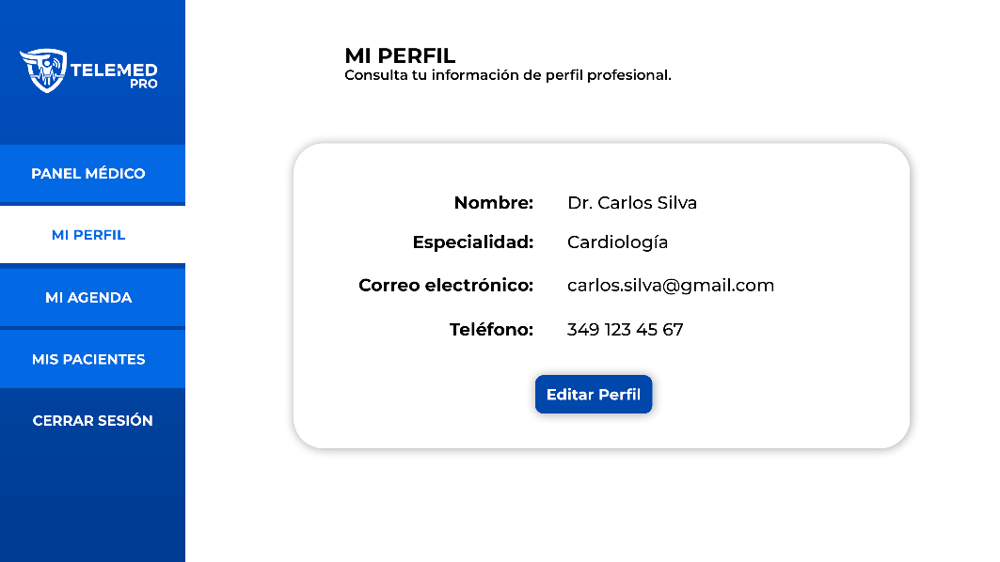 TELEMED
PRO
PANEL MÉDICO
MI PERFIL
MI AGENDA
MIS PACIENTES
CERRAR SESIÓN
MI PERFIL
Consulta tu información de perfil profesional.
Nombre: Dr. Carlos Silva
Especialidad: Cardiología
Correo electrónico: carlos.silva@gmail.com
Teléfono: 349 123 45 67
Editar Perfil